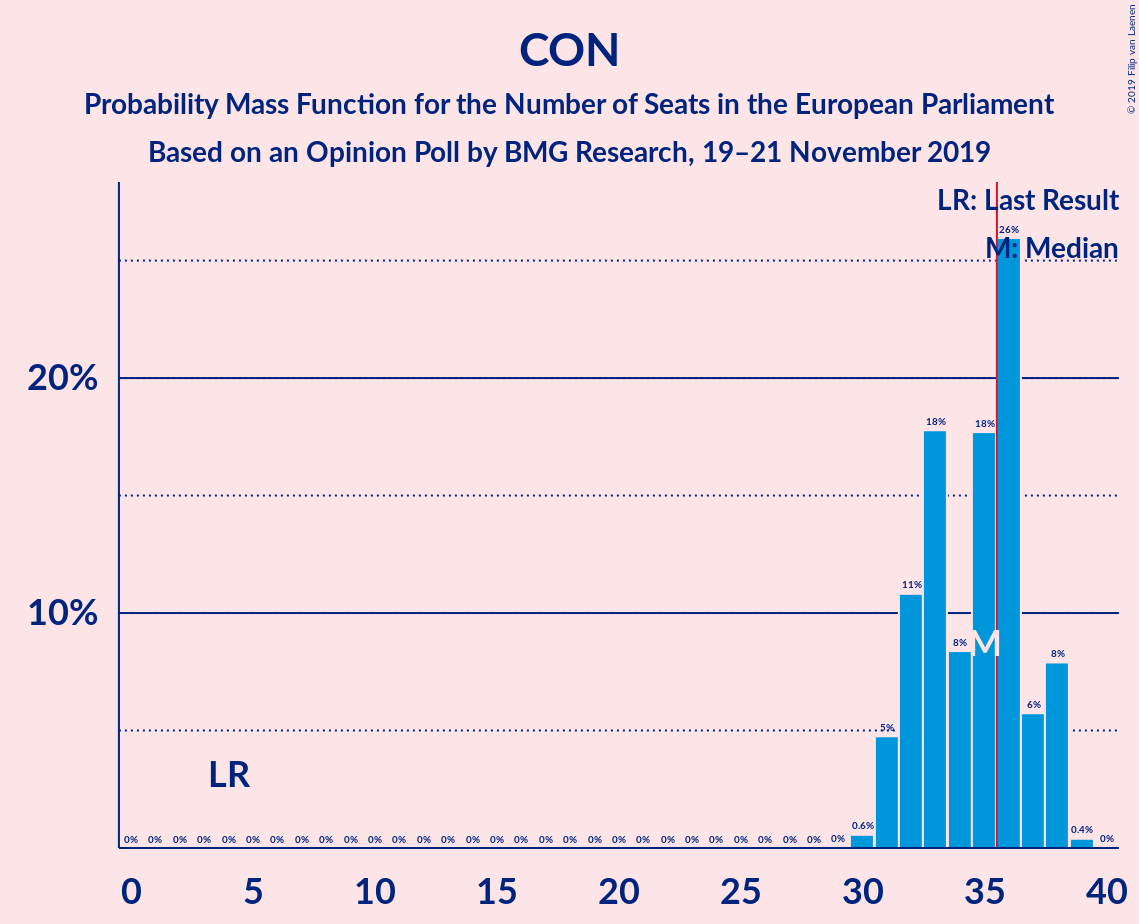 CON
Probability Mass Function for the Number of Seats in the European Parliament
Based on an Opinion Poll by BMG Research, 19–21 November 2019
© 2019 Filip van Laenen
LR: Last Result
M: Median
26%
20%
18% 18%
11%
10%
8% M 8%
6%
5%
LR
0% 0% 0% 0% 0% 0% 0% 0% 0% 0% 0% 0% 0% 0% 0% 0% 0% 0% 0% 0% 0% 0% 0% 0% 0% 0% 0% 0% 0% 0% 0.6% 0.4% 0%
0 5 10 15 20 25 30 35 40